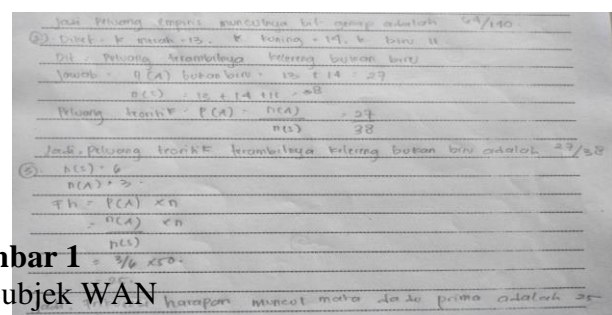 Jadi Peluang empiris munculnya bil genap adalah 64/140.
②. Diket: k merah = 13. k kuning = 14. k biru 11
Dit : Peluang terambilnya kelereng bukan biru
Jawab : n(A) bukan biru = 13 + 14 = 27
n(s) = 13 + 14 + 11 = 38
Peluang teoritik = P(A) = n(A) = 27
n(s) 38
Jadi, Peluang teoritik terambilnya kelereng bukan biru adalah 27/38
③. n(s) = 6
n(A) = 3.
Fh = P(A) × n
= n(A) × n
n(s)
= 3/6 × 50.
mbar 1
harapan muncul mata dadu prima adalah 25
ubjek WAN